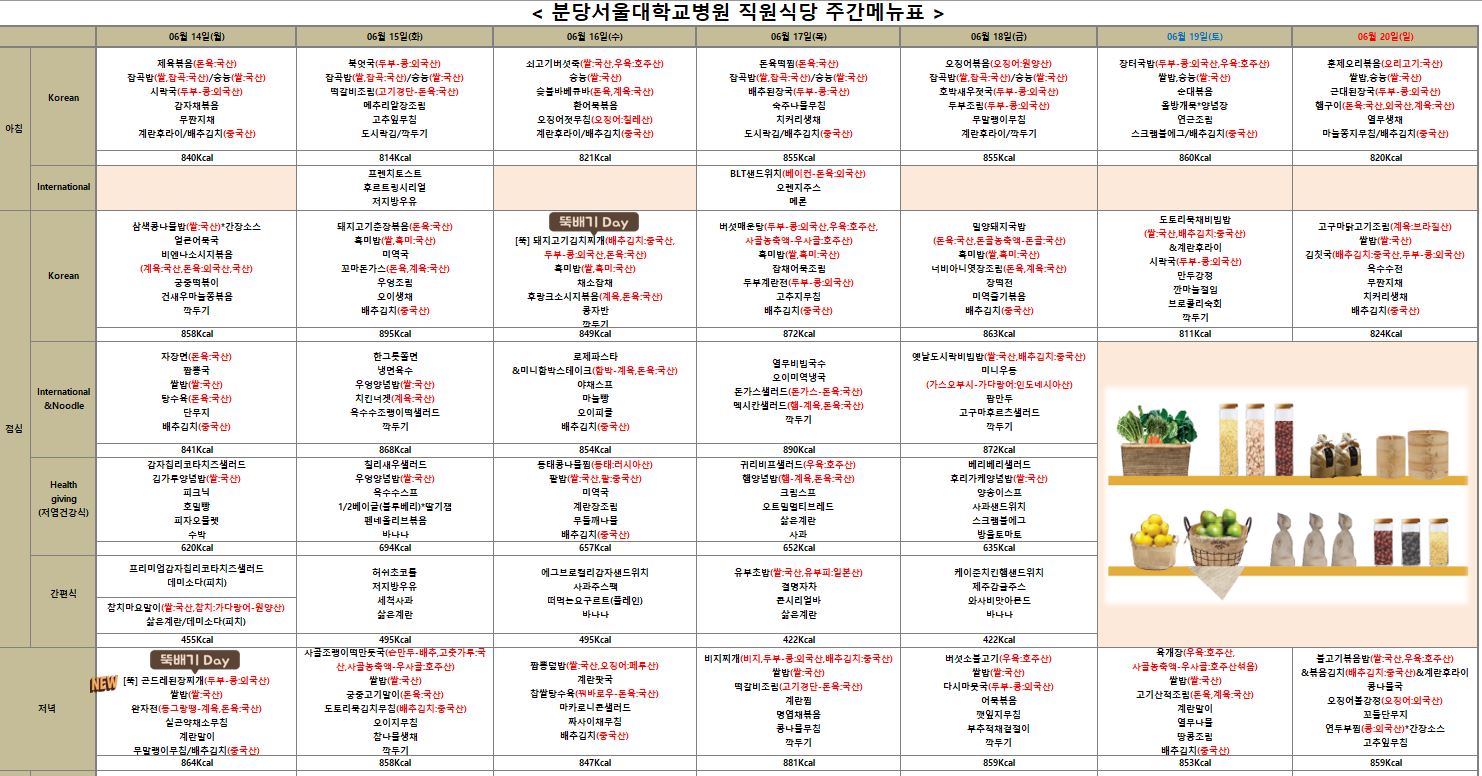 < 분당서울대학교병원 직원식당 주간메뉴표 >
06월 14일(월)
06월 15일(화)
06월 16일(수)
06월 17일(목)
06월 18일(금)
06월 19일(토)
06월 20일(일)
아침
Korean
제육볶음(돈육:국산)
잡곡밥(쌀,잡곡:국산)/숭늉(쌀:국산)
시락국(두부-콩:외국산)
감자채볶음
무짠지채
계란후라이/배추김치(중국산)
840Kcal
북엇국(두부-콩:외국산)
잡곡밥(쌀,잡곡:국산)/숭늉(쌀:국산)
떡갈비조림(고기경단-돈육:국산)
메추리알장조림
고추잎무침
도시락김/깍두기
814Kcal
쇠고기버섯죽(쌀:국산,우육:호주산)
숭늉(쌀:국산)
숯불바베큐바(돈육,계육:국산)
환어묵볶음
오징어젓무침(오징어:칠레산)
계란후라이/배추김치(중국산)
821Kcal
돈육떡찜(돈육:국산)
잡곡밥(쌀,잡곡:국산)/숭늉(쌀:국산)
배추된장국(두부-콩:외국산)
숙주나물무침
치커리생채
도시락김/배추김치(중국산)
855Kcal
오징어볶음(오징어:원양산)
잡곡밥(쌀,잡곡:국산)/숭늉(쌀:국산)
호박새우젓국(두부-콩:외국산)
두부조림(두부-콩:외국산)
무말랭이무침
계란후라이/깍두기
855Kcal
장터국밥(두부-콩:외국산,우육:호주산)
쌀밥,숭늉(쌀:국산)
순대볶음
올방개묵*양념장
연근조림
스크램블에그/배추김치(중국산)
860Kcal
훈제오리볶음(오리고기:국산)
쌀밥,숭늉(쌀:국산)
근대된장국(두부-콩:외국산)
햄구이(돈육:국산,외국산,계육:국산)
열무생채
마늘쫑지무침/배추김치(중국산)
820Kcal
International
프렌치토스트
후르트링시리얼
저지방우유
BLT샌드위치(베이컨-돈육:외국산)
오렌지주스
메론
점심
Korean
삼색콩나물밥(쌀:국산)*간장소스
얼큰어묵국
비엔나소시지볶음
(계육:국산,돈육:외국산,국산)
궁중떡볶이
건새우마늘쫑볶음
깍두기
858Kcal
돼지고기춘장볶음(돈육:국산)
흑미밥(쌀,흑미:국산)
미역국
꼬마돈가스(돈육,계육:국산)
우엉조림
오이생채
배추김치(중국산)
895Kcal
뚝배기 Day
[뚝] 돼지고기김치찌개(배추김치:중국산,
두부-콩:외국산,돈육:국산)
흑미밥(쌀,흑미:국산)
채소잡채
후랑크소시지볶음(계육,돈육:국산)
콩자반
깍두기
849Kcal
버섯매운탕(두부-콩:외국산,우육:호주산,
사골농축액-우사골:호주산)
흑미밥(쌀,흑미:국산)
잡채어묵조림
두부계란전(두부-콩:외국산)
고추지무침
배추김치(중국산)
872Kcal
밀양돼지국밥
(돈육:국산,돈골농축액-돈골:국산)
흑미밥(쌀,흑미:국산)
너비아니엿장조림(돈육,계육:국산)
장떡전
미역줄기볶음
배추김치(중국산)
863Kcal
도토리묵채비빔밥
(쌀:국산,배추김치:중국산)
&계란후라이
시락국(두부-콩:외국산)
만두강정
깐마늘절임
브로콜리숙회
깍두기
811Kcal
고구마닭고기조림(계육:브라질산)
쌀밥(쌀:국산)
김칫국(배추김치:중국산,두부-콩:외국산)
옥수수전
무짠지채
치커리생채
배추김치(중국산)
824Kcal
International
&Noodle
자장면(돈육:국산)
짬뽕국
쌀밥(쌀:국산)
탕수육(돈육:국산)
단무지
배추김치(중국산)
841Kcal
한그릇쫄면
냉면육수
우엉양념밥(쌀:국산)
치킨너겟(계육:국산)
옥수수조랭이떡샐러드
깍두기
868Kcal
로제파스타
&미니함박스테이크(함박-계육,돈육:국산)
야채스프
마늘빵
오이피클
배추김치(중국산)
854Kcal
열무비빔국수
오이미역냉국
돈가스샐러드(돈가스-돈육:국산)
멕시칸샐러드(햄-계육,돈육:국산)
깍두기
890Kcal
옛날도시락비빔밥(쌀:국산,배추김치:중국산)
미니우동
(가스오부시-가다랑어:인도네시아산)
찜만두
고구마후르츠샐러드
깍두기
872Kcal
Health
giving
(저염건강식)
감자칩리코타치즈샐러드
김가루양념밥(쌀:국산)
피크닉
호밀빵
피자오믈렛
수박
620Kcal
칠리새우샐러드
우엉양념밥(쌀:국산)
옥수수스프
1/2베이글(블루베리)*딸기잼
펜네올리브볶음
바나나
694Kcal
동태콩나물찜(동태:러시아산)
팥밥(쌀:국산,팥:중국산)
미역국
계란장조림
무들깨나물
배추김치(중국산)
657Kcal
귀리비프샐러드(우육:호주산)
햄양념밥(햄-계육,돈육:국산)
크림스프
오트밀멀티브레드
삶은계란
사과
652Kcal
베리베리샐러드
후리가케양념밥(쌀:국산)
양송이스프
사과샌드위치
스크램블에그
방울토마토
635Kcal
간편식
프리미엄감자칩리코타치즈샐러드
데미소다(피치)
참치마요말이(쌀:국산,참치:가다랑어-원양산)
삶은계란/데미소다(피치)
455Kcal
허쉬초코롤
저지방우유
세척사과
삶은계란
495Kcal
에그브로컬리감자샌드위치
사과주스팩
떠먹는요구르트(플레인)
바나나
495Kcal
유부초밥(쌀:국산,유부피:일본산)
결명자차
콘시리얼바
삶은계란
422Kcal
케이준치킨햄샌드위치
제주감귤주스
와사비맛아몬드
바나나
422Kcal
저녁
뚝배기 Day
NEW
[뚝] 곤드레된장찌개(두부-콩:외국산)
쌀밥(쌀:국산)
완자전(동그랑땡-계육,돈육:국산)
실곤약채소무침
계란말이
무말랭이무침/배추김치(중국산)
864Kcal
사골조랭이떡만둣국(손만두-배추,고춧가루:국
산,사골농축액-우사골:호주산)
쌀밥(쌀:국산)
궁중고기말이(돈육:국산)
도토리묵김치무침(배추김치:중국산)
오이지무침
참나물생채
깍두기
858Kcal
짬뽕덮밥(쌀:국산,오징어:페루산)
계란팟국
찹쌀탕수육(꿔바로우-돈육:국산)
마카로니콘샐러드
짜사이채무침
배추김치(중국산)
847Kcal
비지찌개(비지,두부-콩:외국산,배추김치:중국산)
쌀밥(쌀:국산)
떡갈비조림(고기경단-돈육:국산)
계란찜
명엽채볶음
콩나물무침
깍두기
881Kcal
버섯소불고기(우육:호주산)
쌀밥(쌀:국산)
다시마뭇국(두부-콩:외국산)
어묵볶음
깻잎지무침
부추적채겉절이
깍두기
859Kcal
육개장(우육:호주산,
사골농축액-우사골:호주산섞음)
쌀밥(쌀:국산)
고기산적조림(돈육,계육:국산)
계란말이
열무나물
땅콩조림
배추김치(중국산)
853Kcal
불고기볶음밥(쌀:국산,우육:호주산)
&볶음김치(배추김치:중국산)&계란후라이
콩나물국
오징어볼강정(오징어:외국산)
꼬들단무지
연두부찜(콩:외국산)*간장소스
고추잎무침
859Kcal